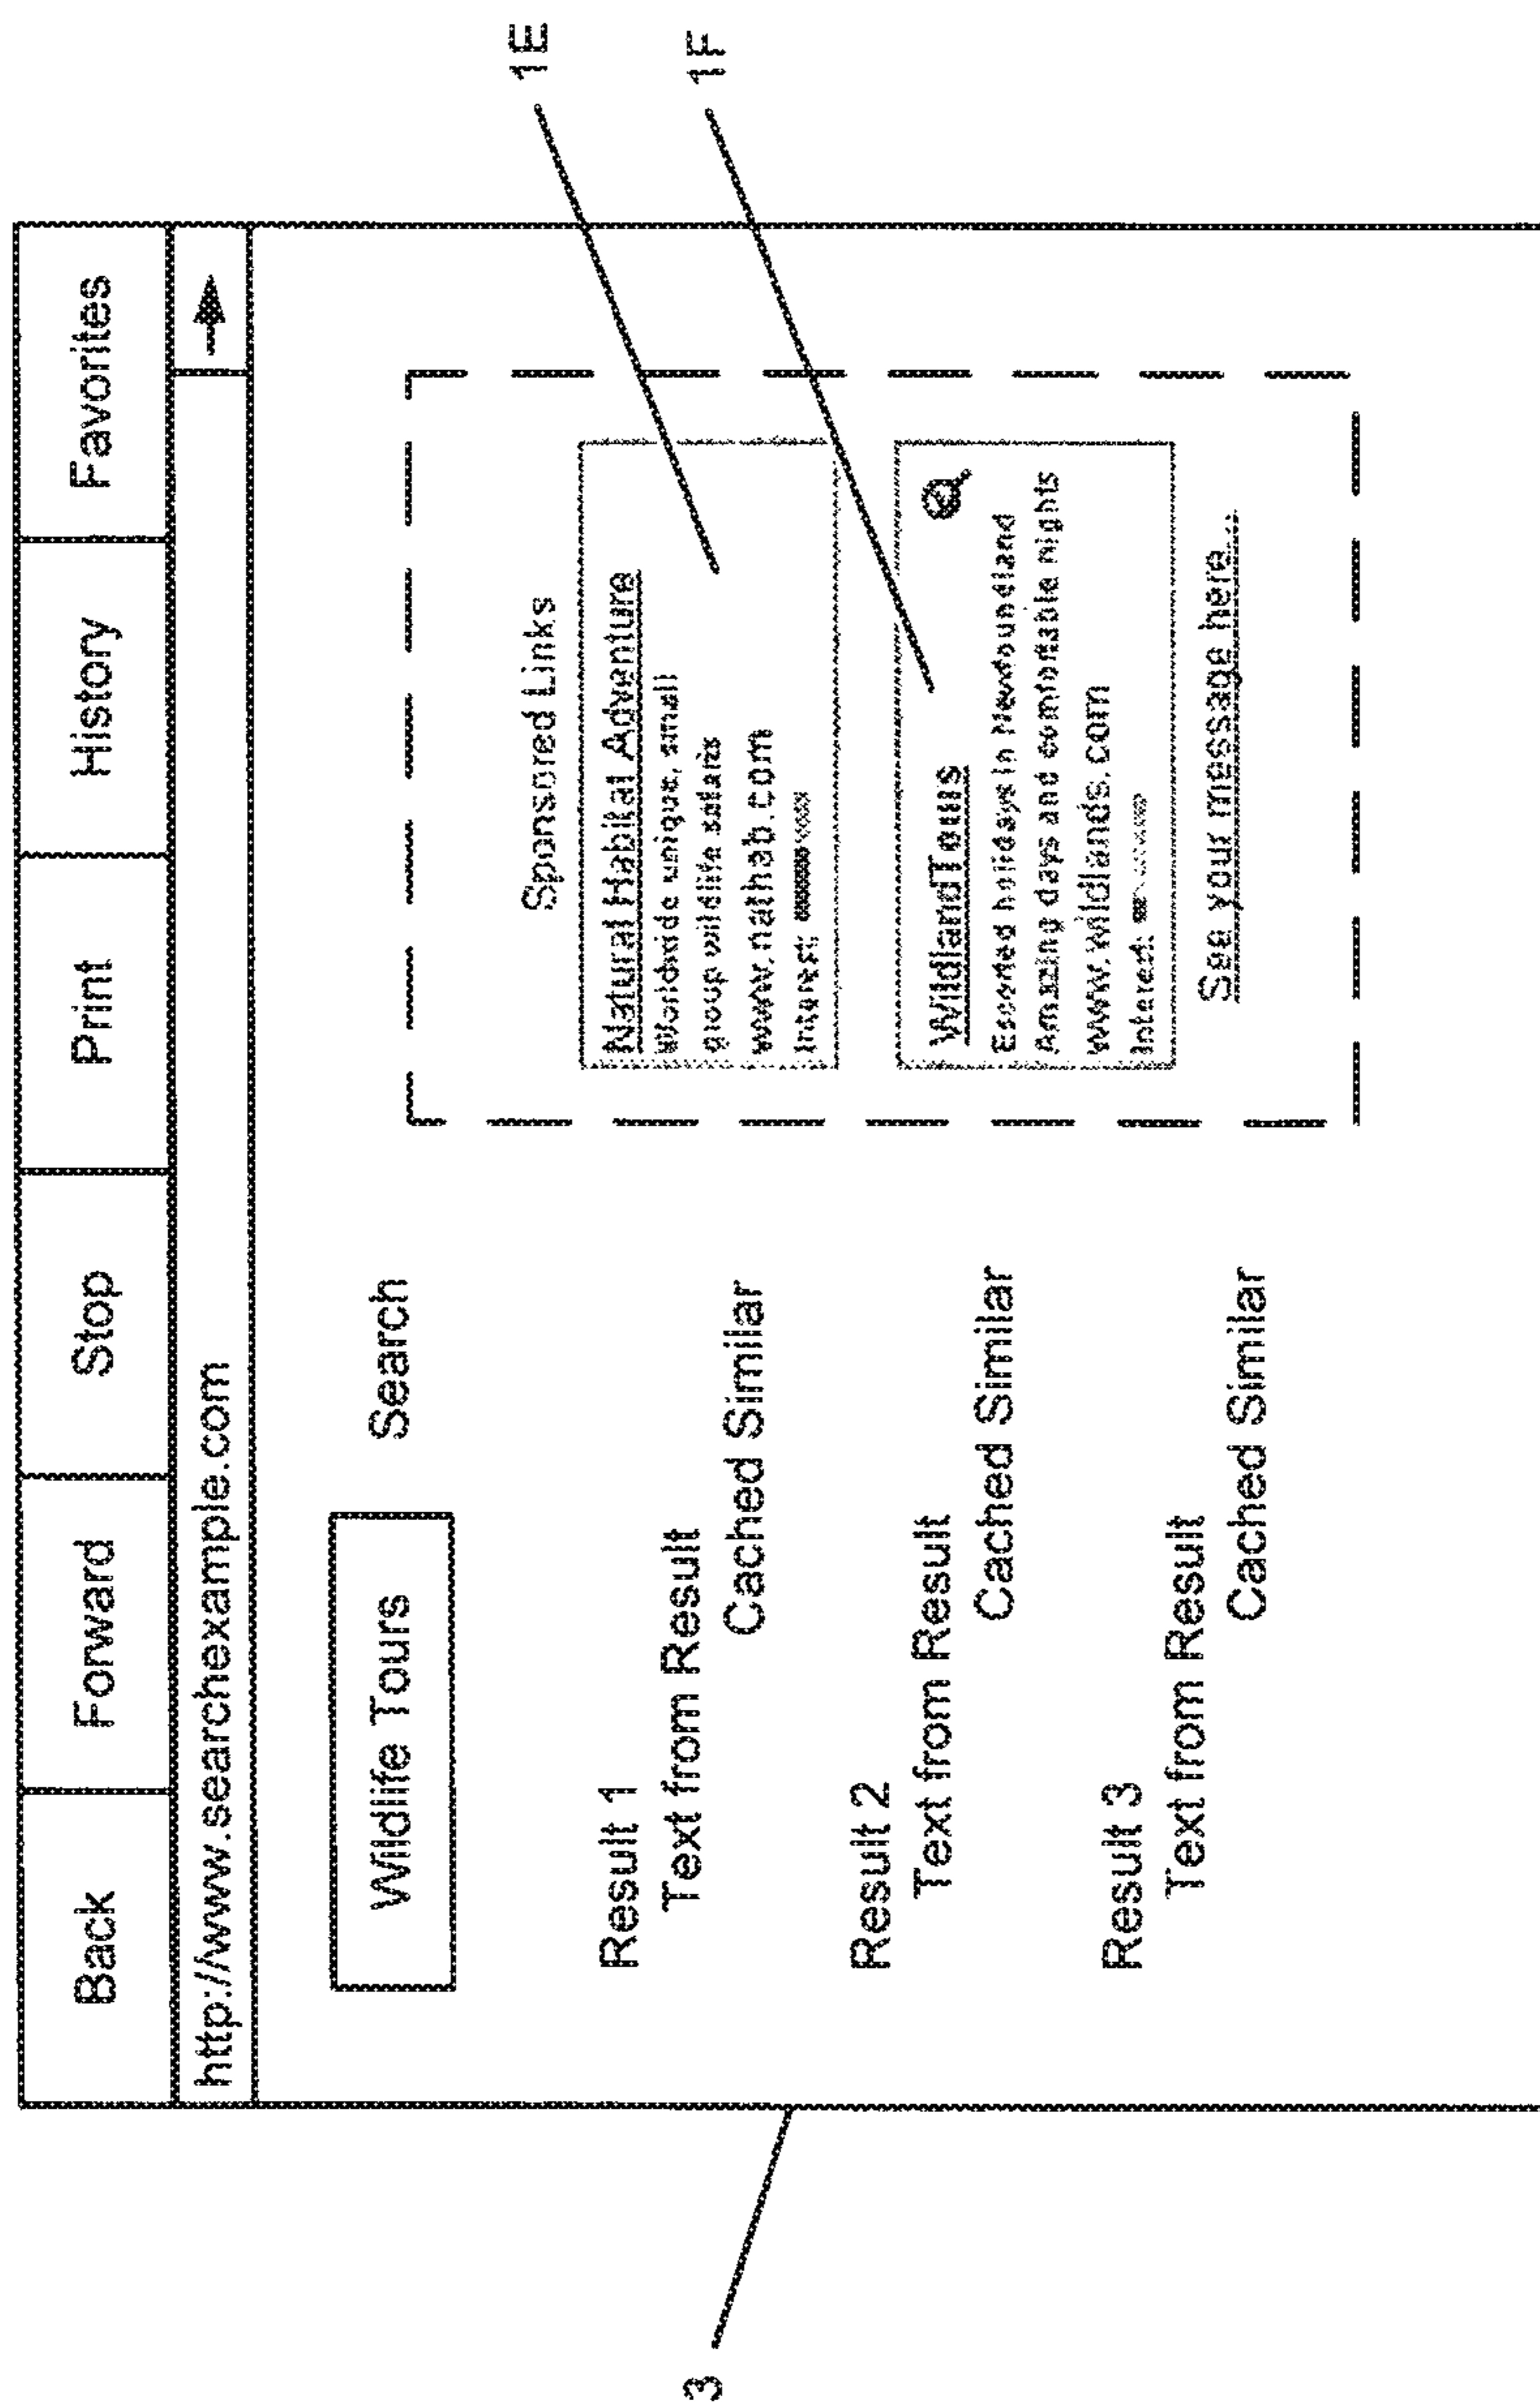 Back Forward Stop Print History Favorites
http://www.searchexample.com
Wildlife Tours Search
Result 1
Text from Result
Cached Similar
Result 2
Text from Result
Cached Similar
Result 3
Text from Result
Cached Similar
Sponsored Links
Natural Habitat Adventure
Worldwide unique, small
group wildlife safaris
www.nathab.com
Interest:
WildlandTours
Escorted holidays in Newfoundland
Amazing days and comfortable nights
www.wildlands.com
Interest:
See your message here...
1E
1F
3